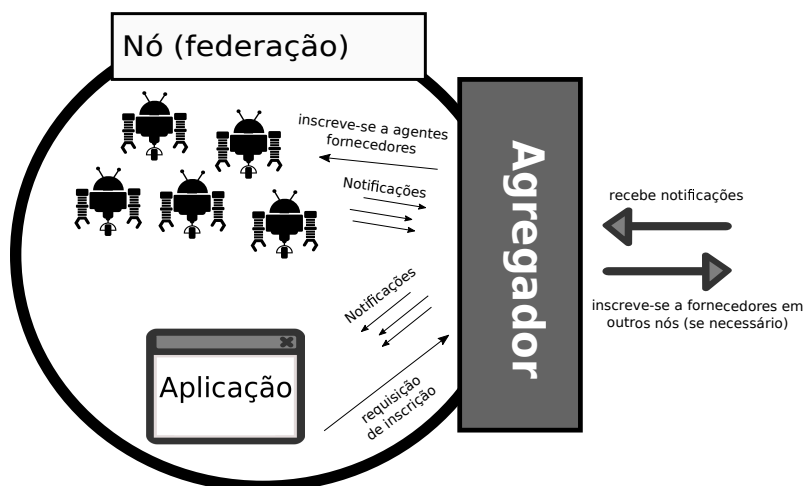 Nó (federação)
inscreve-se a agentes
fornecedores
Notificações
Agregador
recebe notificações
inscreve-se a fornecedores em
outros nós (se necessário)
Notificações
Aplicação
requisição
de inscrição